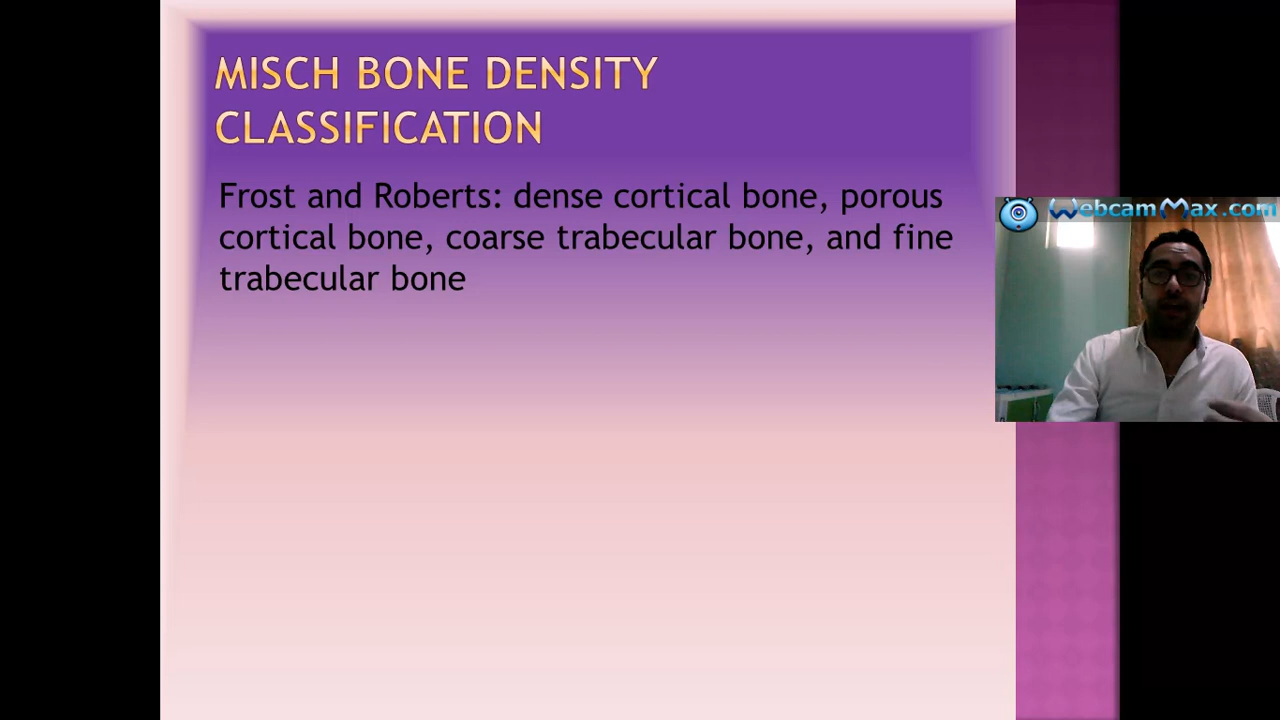 MISCH BONE DENSITY
CLASSIFICATION
Frost and Roberts: dense cortical bone, porous
cortical bone, coarse trabecular bone, and fine
trabecular bone
WebcamMax.com